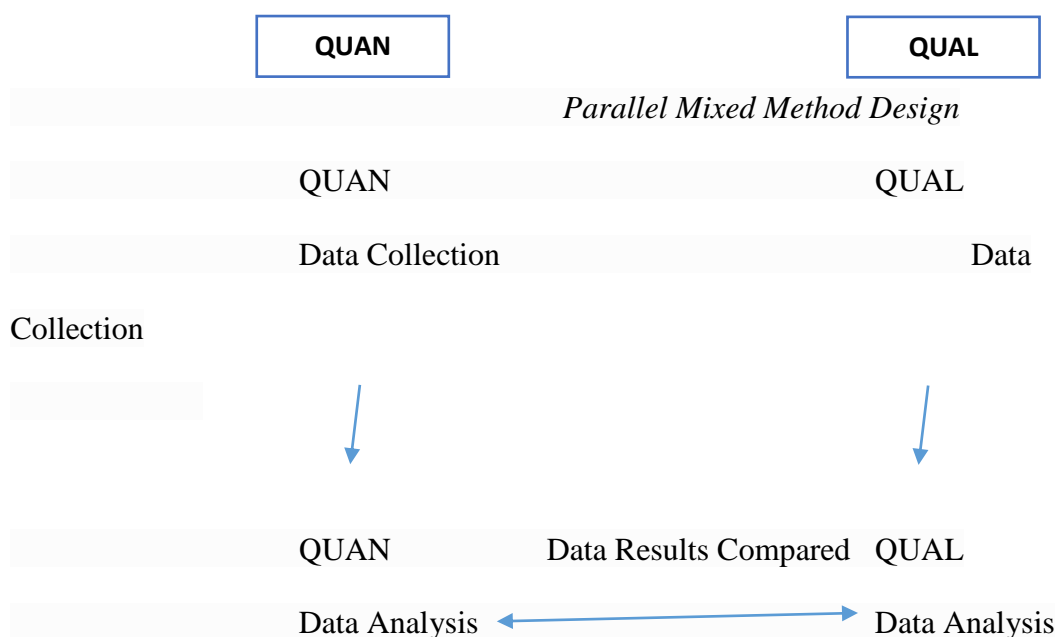 QUAN QUAL
Parallel Mixed Method Design
QUAN QUAL
Data Collection Data
Collection
QUAN Data Results Compared QUAL
Data Analysis Data Analysis